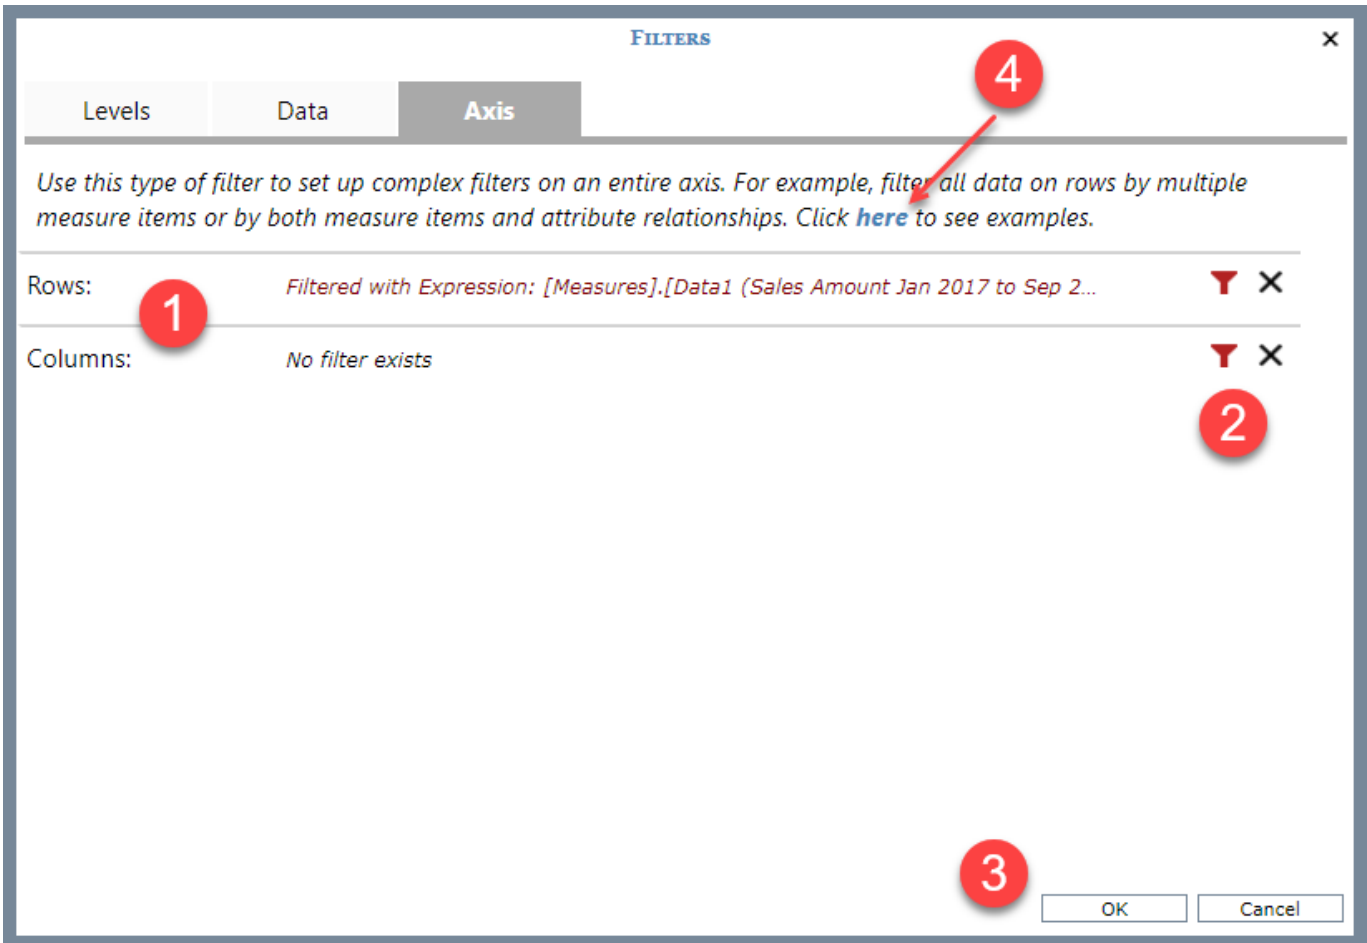 FILTERS
4
Levels Data Axis
Use this type of filter to set up complex filters on an entire axis. For example, filter all data on rows by multiple
measure items or by both measure items and attribute relationships. Click here to see examples.
Rows: Filtered with Expression: [Measures].[Data1 (Sales Amount Jan 2017 to Sep 2...
1
Columns: No filter exists
2
3
OK Cancel